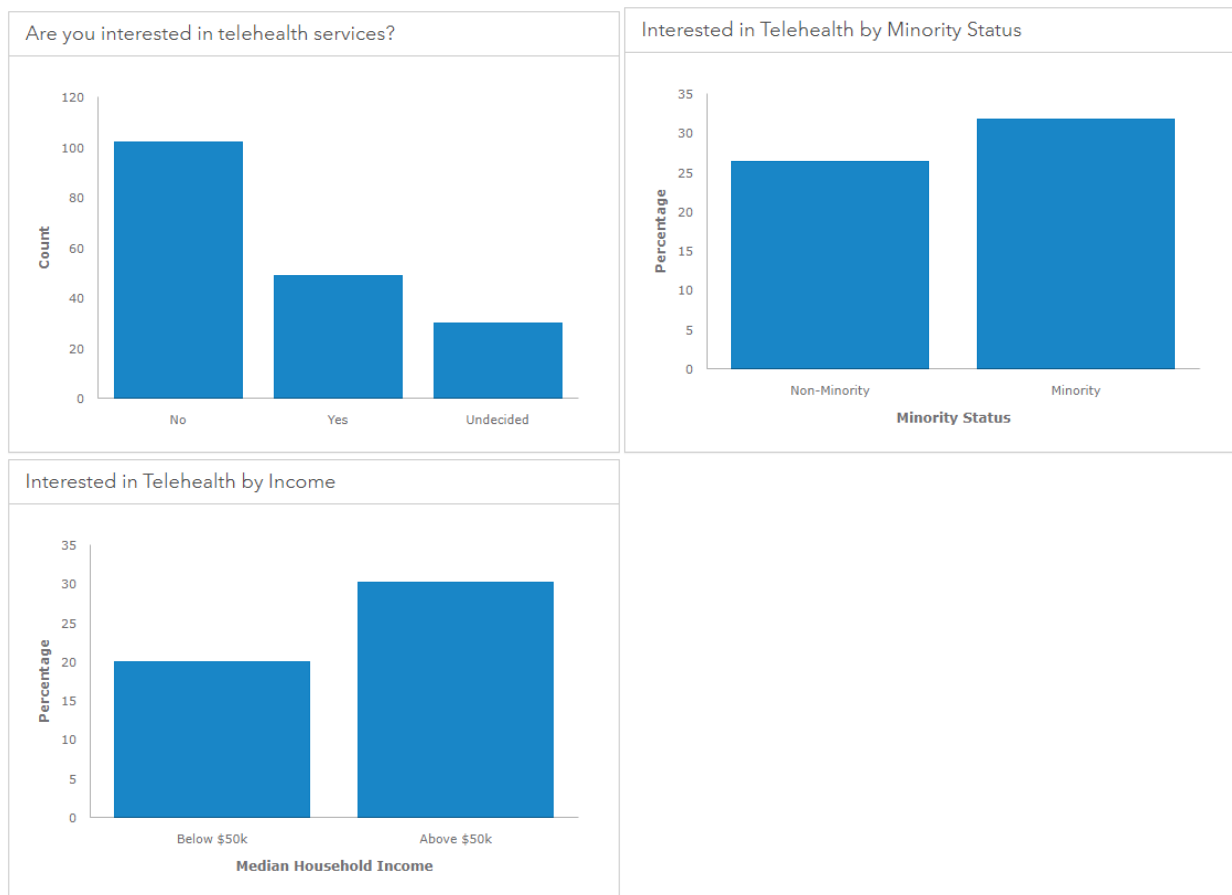 Are you interested in telehealth services?
120
100
80
60
40
20
0
Count
No Yes Undecided
Interested in Telehealth by Minority Status
35
30
25
20
15
10
5
0
Percentage
Non-Minority Minority
Minority Status
Interested in Telehealth by Income
35
30
25
20
15
10
5
0
Percentage
Below $50k Above $50k
Median Household Income